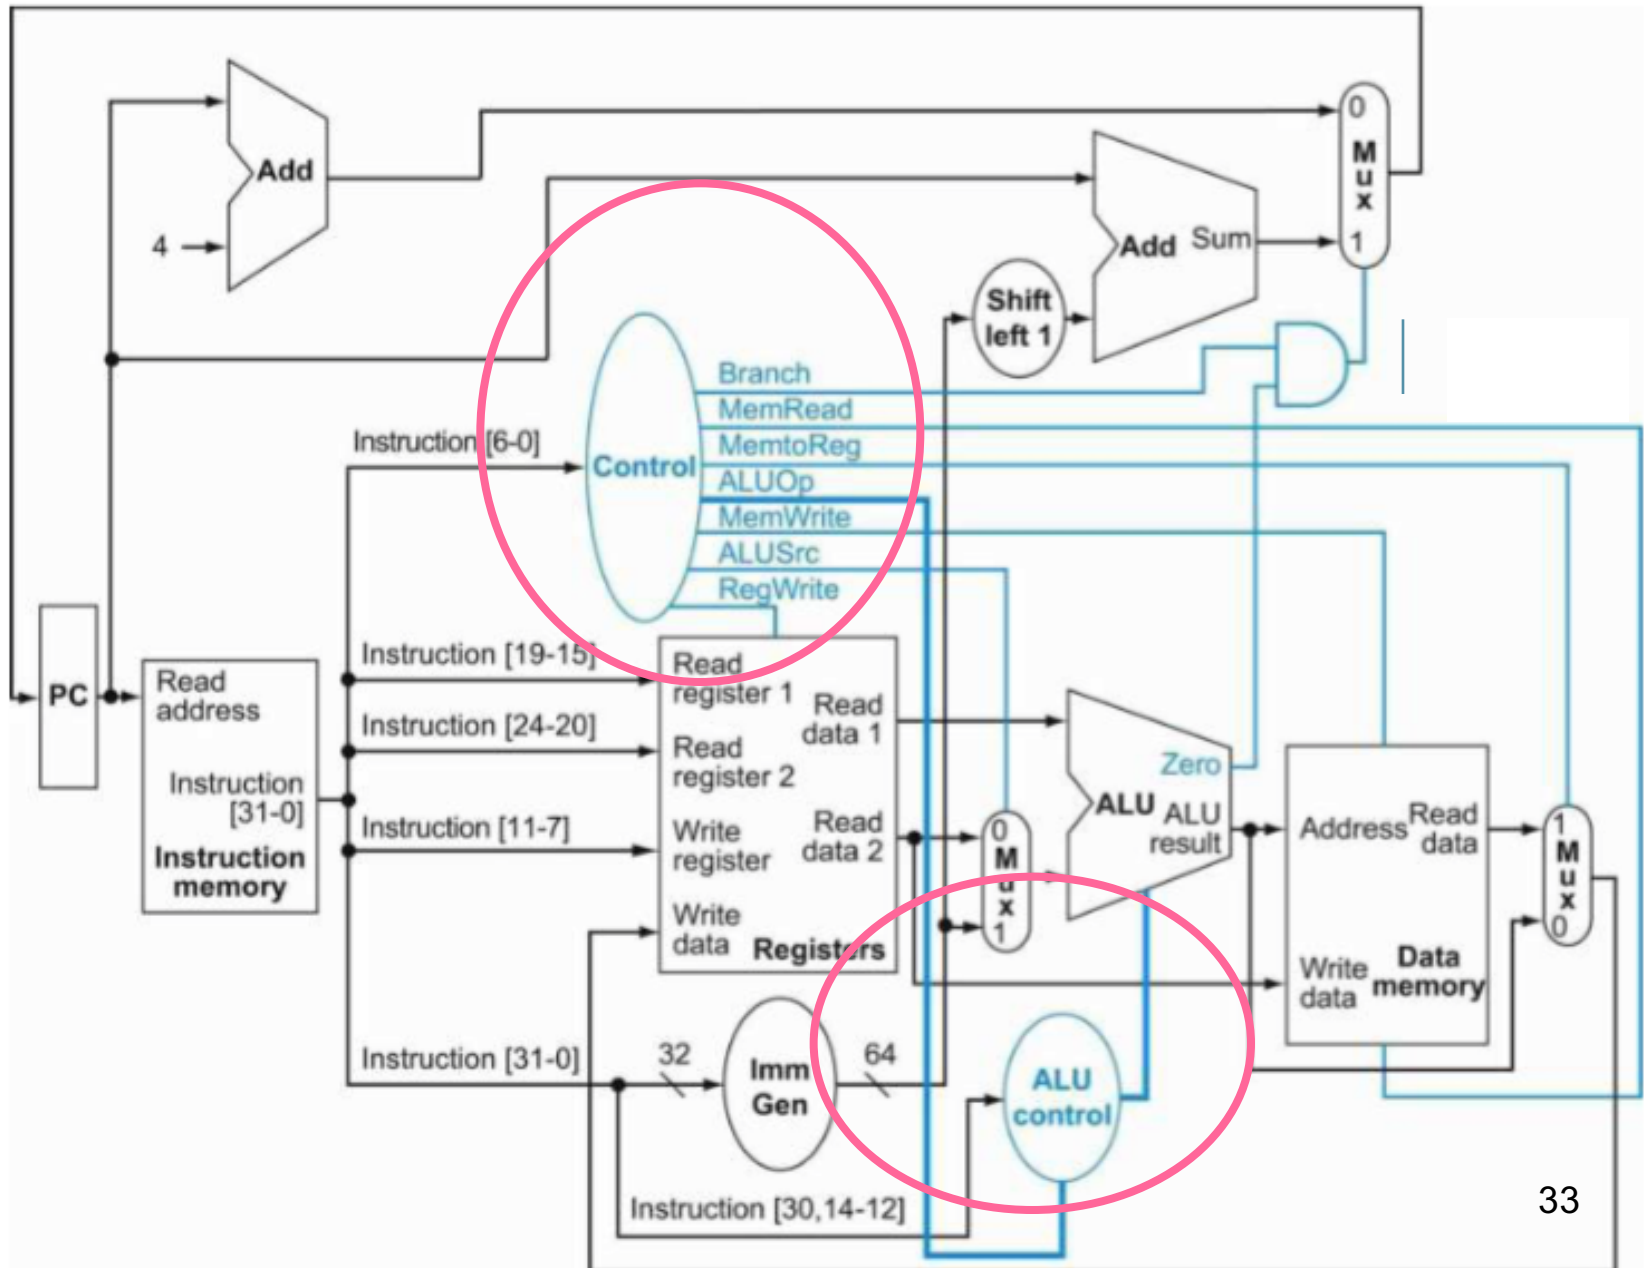 Add
4
0
Mux
1
Add Sum
Shift
left 1
Branch
MemRead
MemtoReg
ALUOp
MemWrite
ALUSrc
RegWrite
Control
Instruction [6-0]
PC
Read
address
Instruction
[31-0]
Instruction
memory
Instruction [19-15]
Instruction [24-20]
Instruction [11-7]
Instruction [31-0]
Read
register 1
Read
register 2
Write
register
Write
data
Read
data 1
Read
data 2
Registers
0
Mux
1
Zero
ALU
ALU
result
Address
Read
data
Write
data
Data
memory
1
Mux
0
32
Imm
Gen
64
ALU
control
Instruction [30,14-12]
33